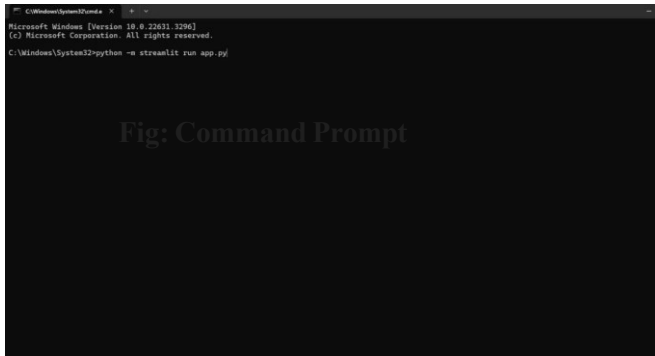 C:\Windows\System32\cmd.e
Microsoft Windows [Version 10.0.22631.3296]
(c) Microsoft Corporation. All rights reserved.
C:\Windows\System32>python -m streamlit run app.py
Fig: Command Prompt